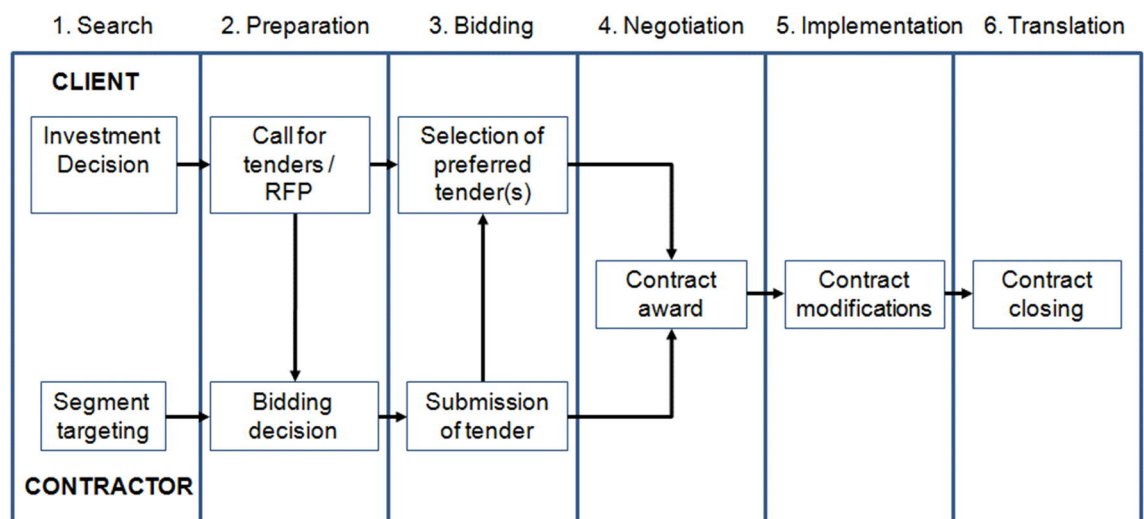 1. Search
2. Preparation
3. Bidding
4. Negotiation
5. Implementation
6. Translation
CLIENT
Investment
Decision
Call for
tenders /
RFP
Selection of
preferred
tender(s)
Contract
award
Contract
modifications
Contract
closing
Segment
targeting
Bidding
decision
Submission
of tender
CONTRACTOR